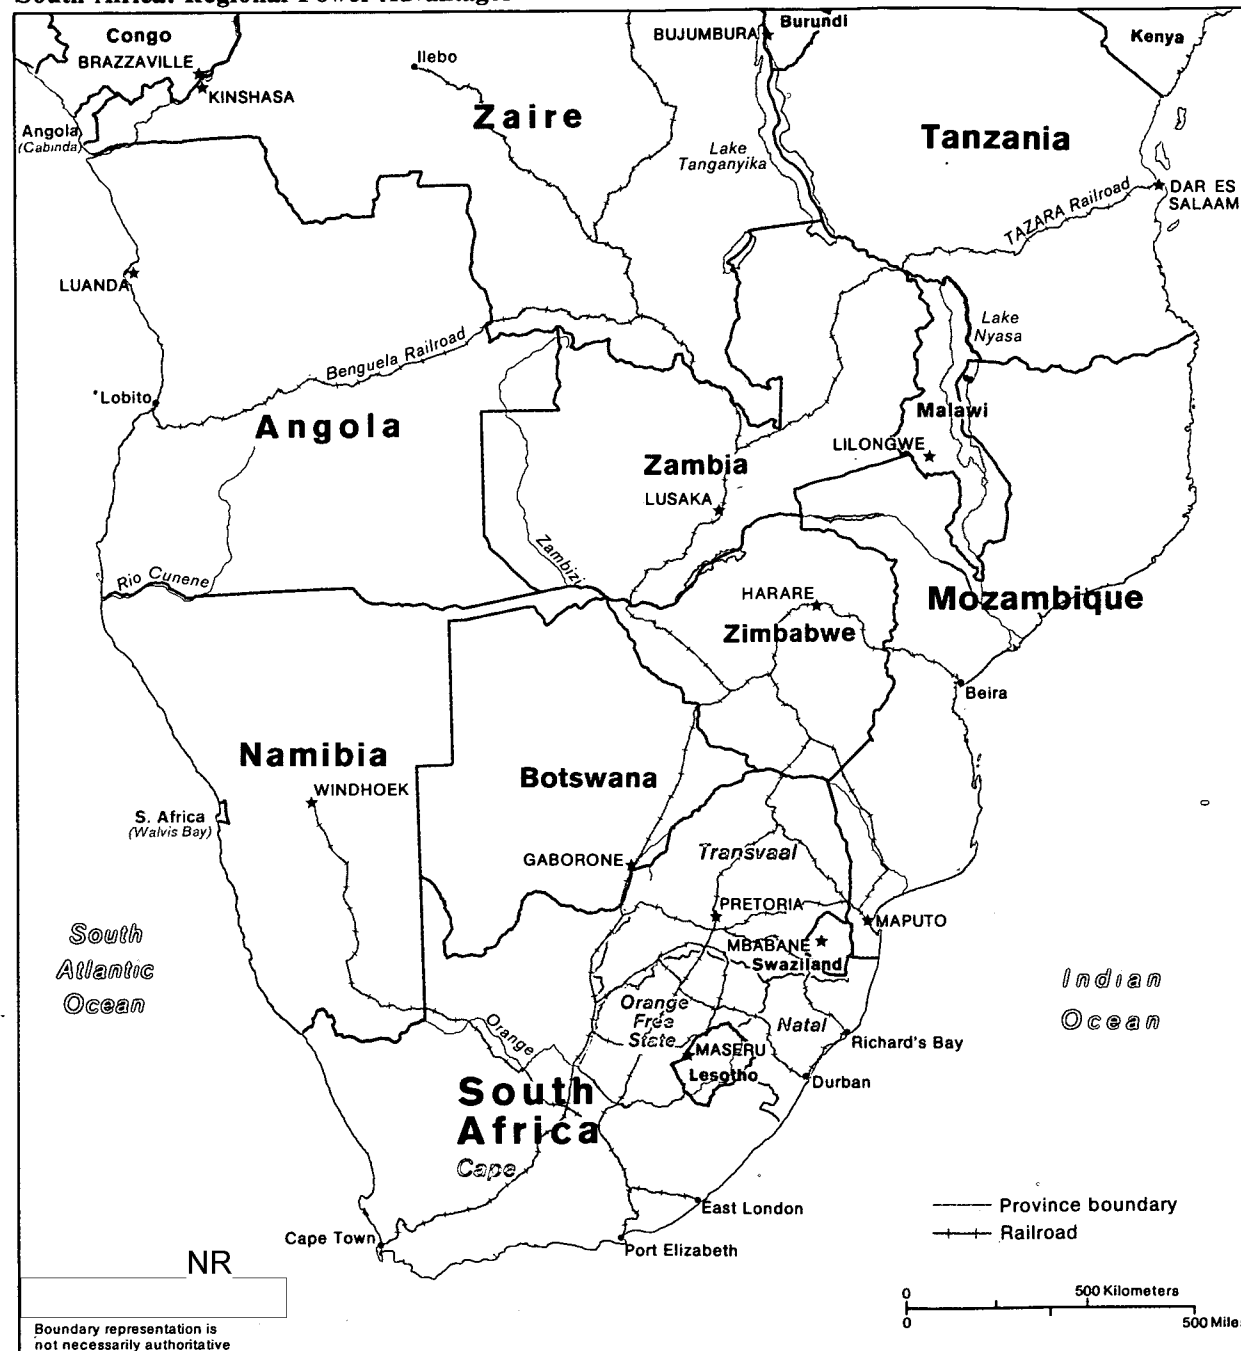 South Africa: Regional Power Advantages
Congo
BRAZZAVILLE
KINSHASA
Ilebo
BUJUMBURA
Burundi
Kenya
Angola
(Cabinda)
Zaire
Lake
Tanganyika
Tanzania
DAR ES
SALAAM
TAZARA Railroad
LUANDA
Lake
Nyasa
Benguela Railroad
Lobito
Angola
Malawi
LILONGWE
Zambia
LUSAKA
Zambizi
Rio Cunene
HARARE
Mozambique
Zimbabwe
Beira
Namibia
WINDHOEK
Botswana
S. Africa
(Walvis Bay)
GABORONE
Transvaal
PRETORIA
MAPUTO
MBABANE
Swaziland
South
Atlantic
Ocean
Indian
Ocean
Orange
Free
State
Natal
Orange
MASERU
Lesotho
Richard's Bay
Durban
South
Africa
Cape
East London
Cape Town
Port Elizabeth
Province boundary
Railroad
NR
0 500 Kilometers
0 500 Miles
Boundary representation is
not necessarily authoritative